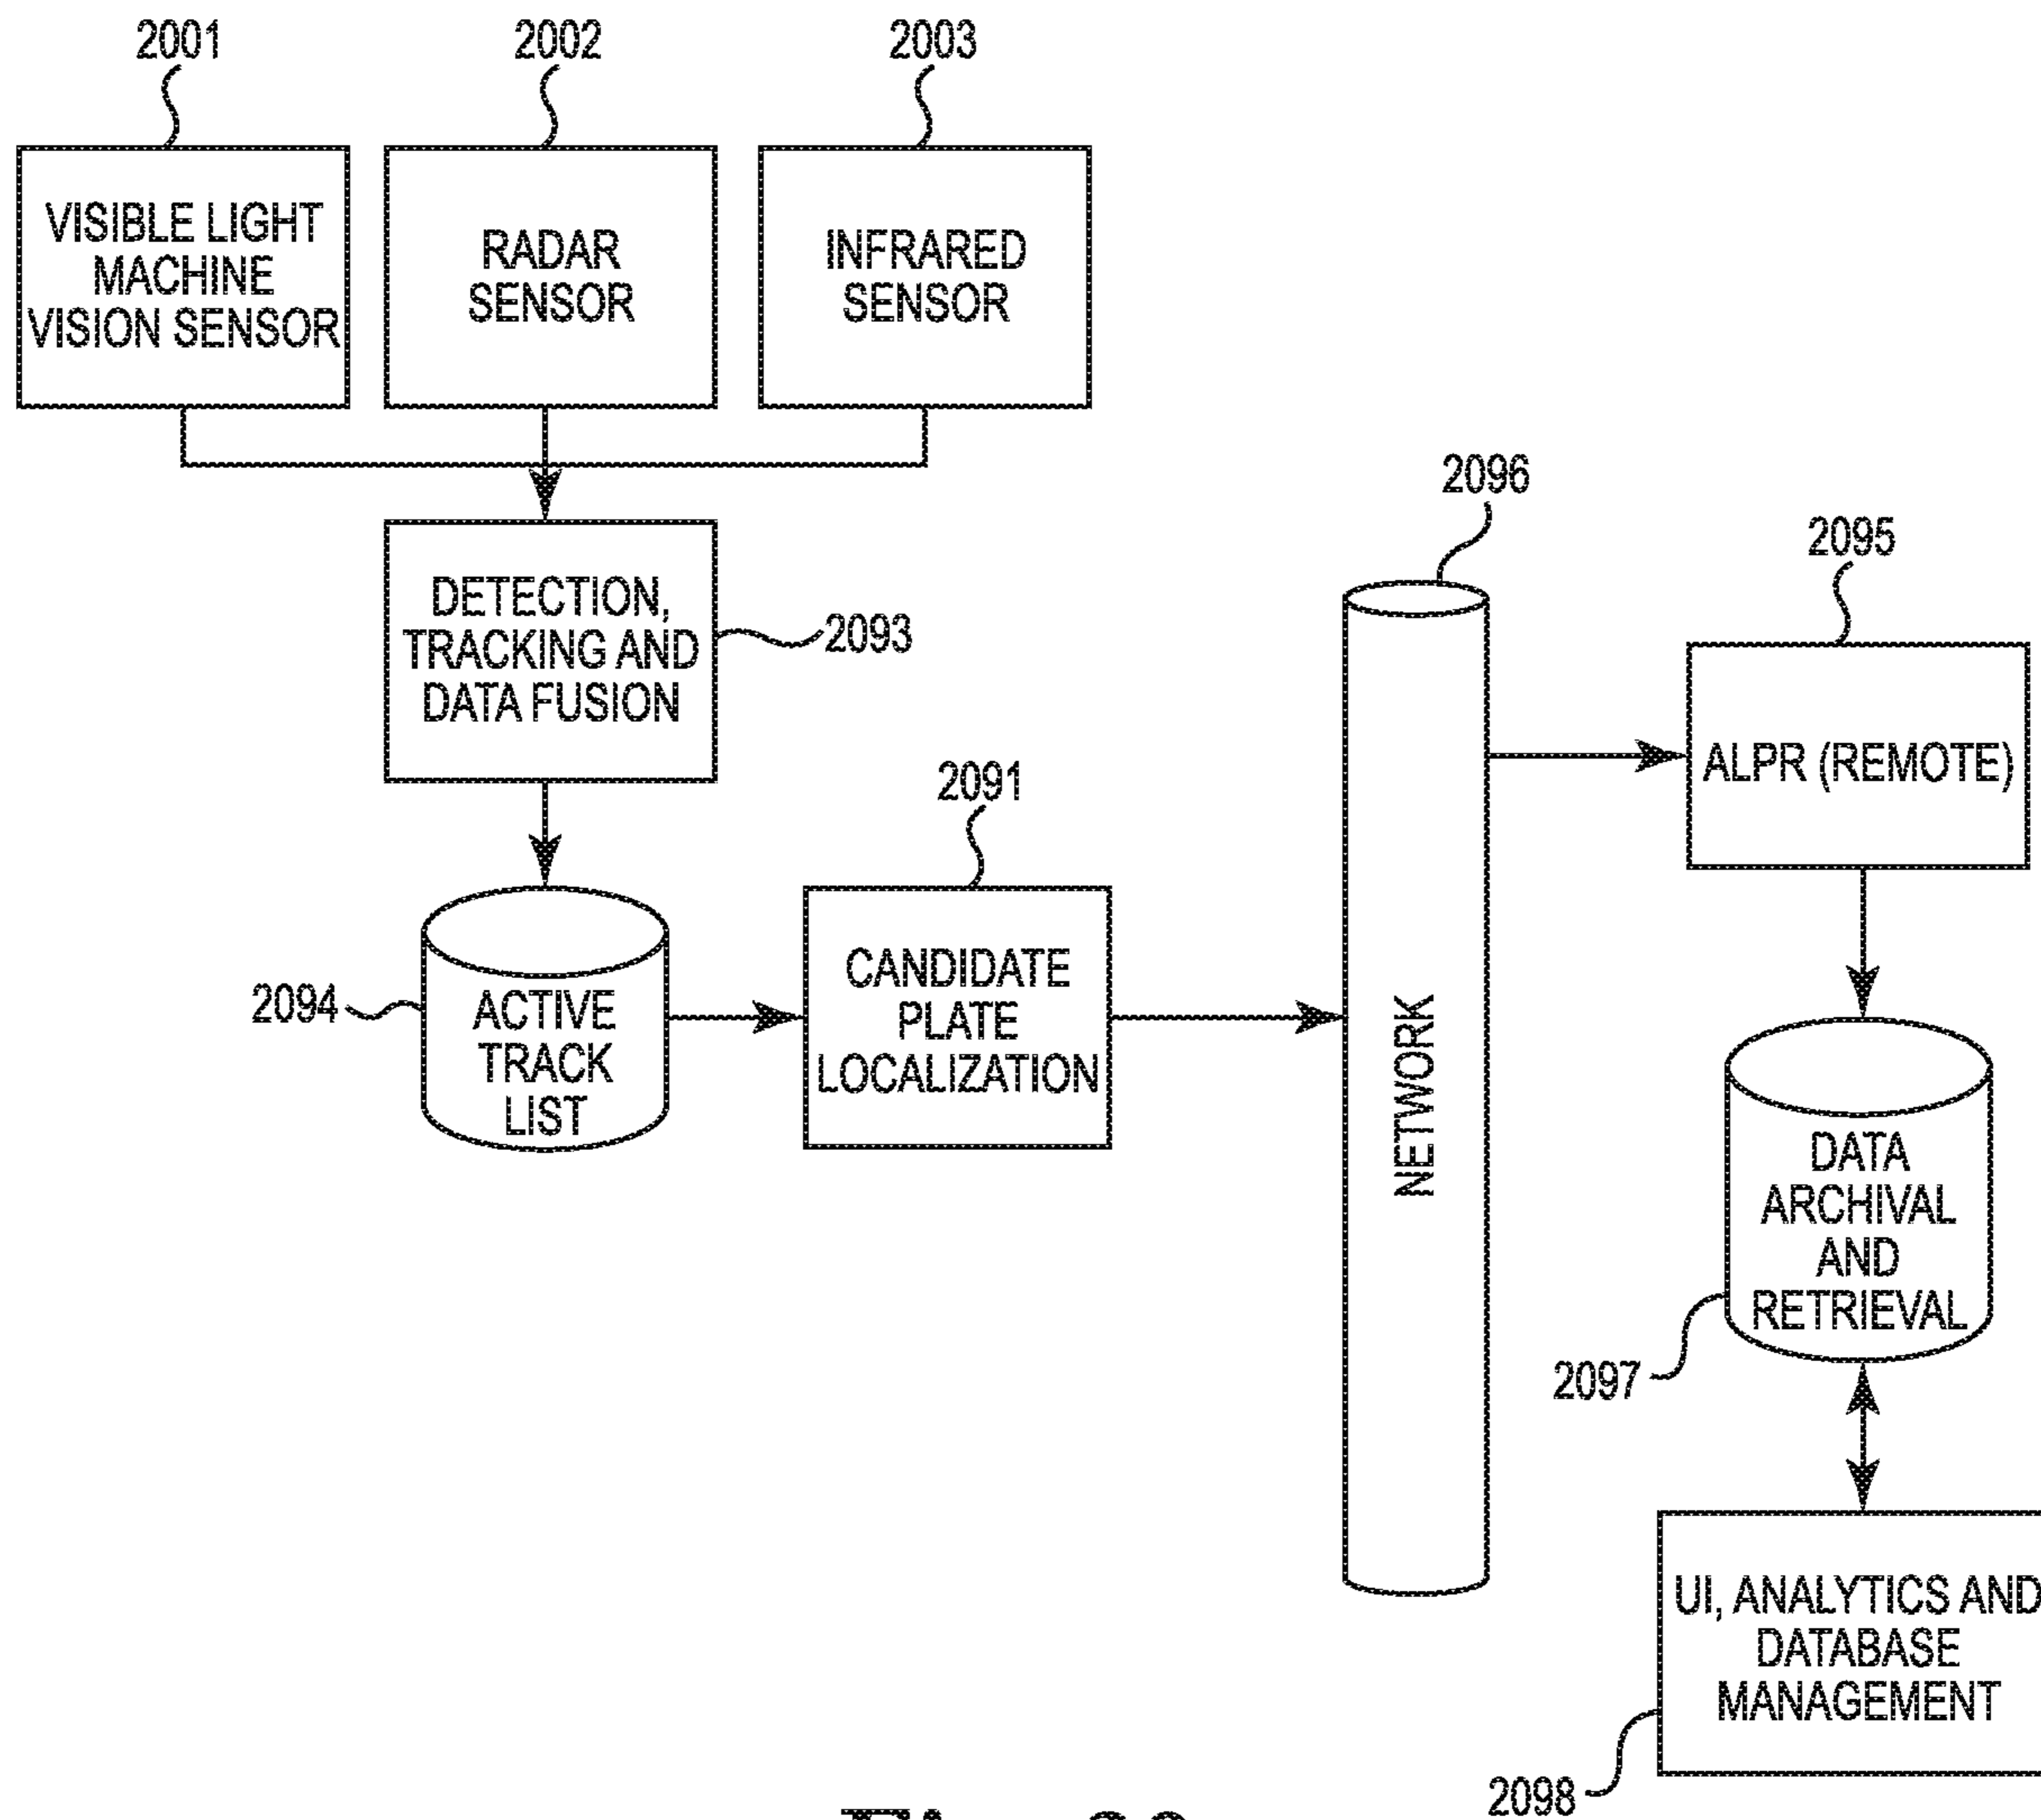 2001
2002
2003
VISIBLE LIGHT
MACHINE
VISION SENSOR
RADAR
SENSOR
INFRARED
SENSOR
DETECTION,
TRACKING AND
DATA FUSION
2093
2094
ACTIVE
TRACK
LIST
2091
CANDIDATE
PLATE
LOCALIZATION
2096
NETWORK
2095
ALPR (REMOTE)
DATA
ARCHIVAL
AND
RETRIEVAL
2097
UI, ANALYTICS AND
DATABASE
MANAGEMENT
2098